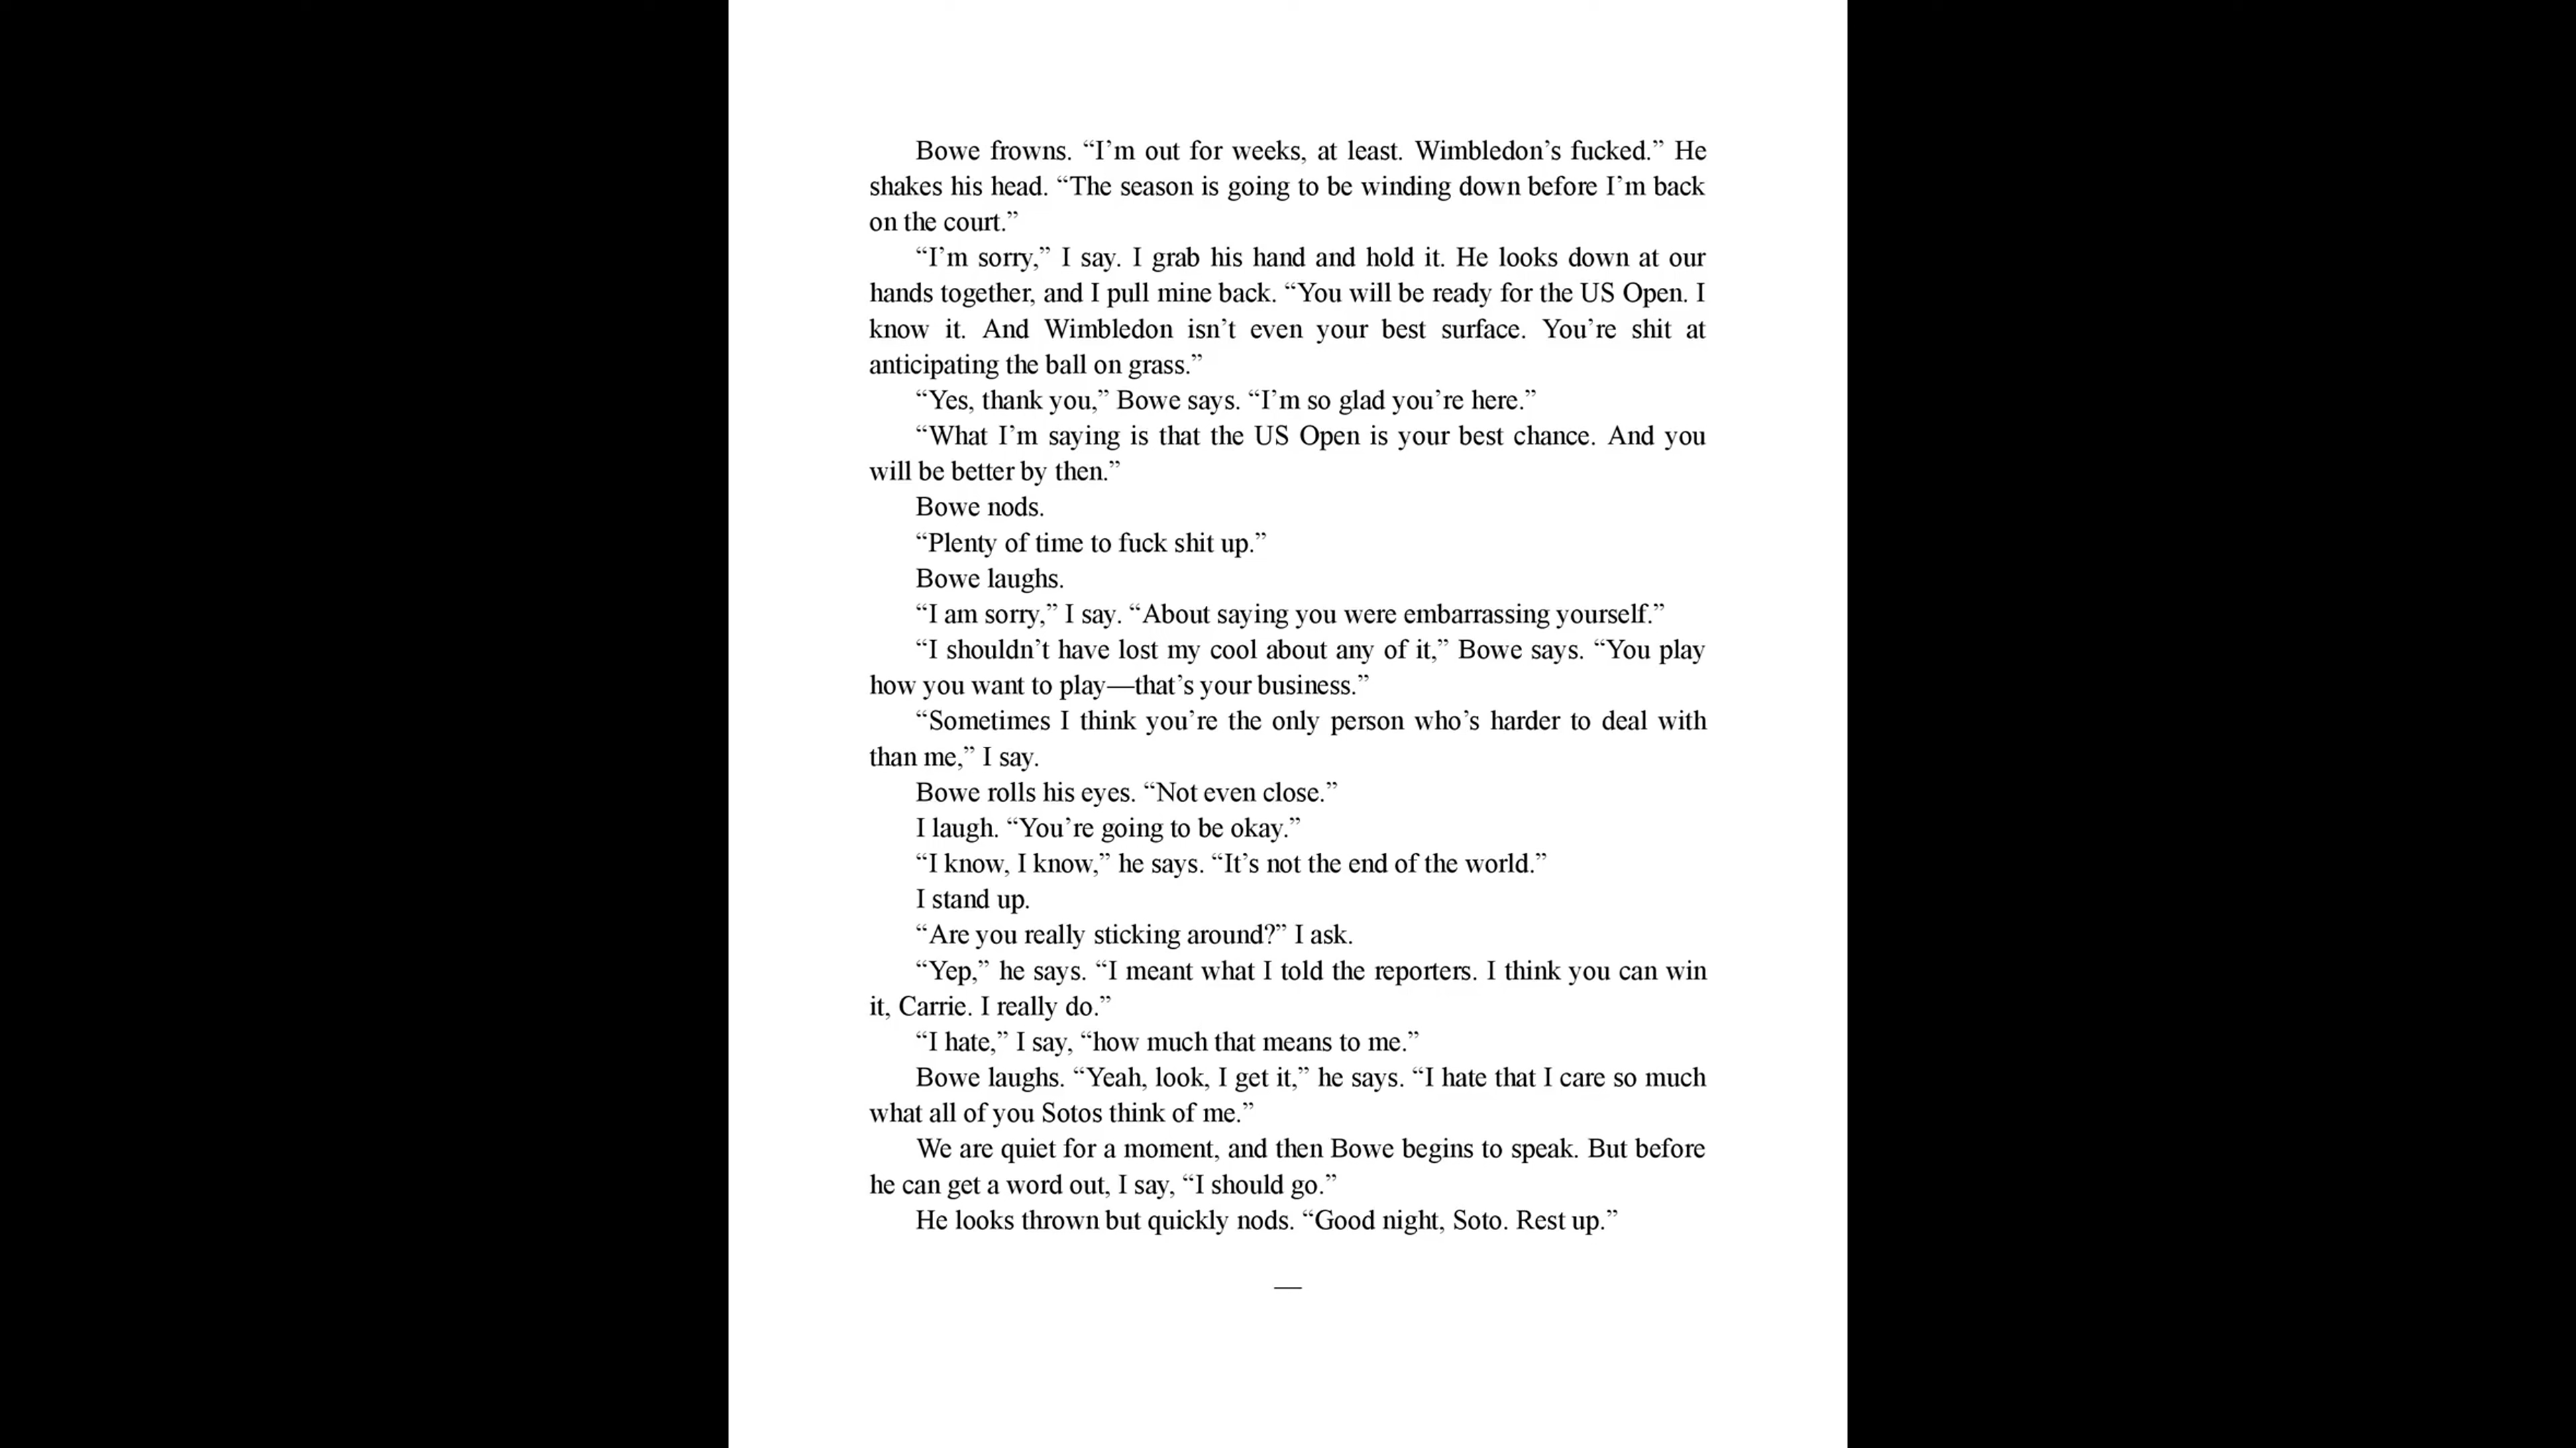 Bowe frowns. “I’m out for weeks, at least. Wimbledon’s fucked.” He
shakes his head. “The season is going to be winding down before I’m back
on the court.”
“I’m sorry,” I say. I grab his hand and hold it. He looks down at our
hands together, and I pull mine back. “You will be ready for the US Open. I
know it. And Wimbledon isn’t even your best surface. You’re shit at
anticipating the ball on grass.”
“Yes, thank you,” Bowe says. “I’m so glad you’re here.”
“What I’m saying is that the US Open is your best chance. And you
will be better by then.”
Bowe nods.
“Plenty of time to fuck shit up.”
Bowe laughs.
“I am sorry,” I say. “About saying you were embarrassing yourself.”
“I shouldn’t have lost my cool about any of it,” Bowe says. “You play
how you want to play—that’s your business.”
“Sometimes I think you’re the only person who’s harder to deal with
than me,” I say.
Bowe rolls his eyes. “Not even close.”
I laugh. “You’re going to be okay.”
“I know, I know,” he says. “It’s not the end of the world.”
I stand up.
“Are you really sticking around?” I ask.
“Yep,” he says. “I meant what I told the reporters. I think you can win
it, Carrie. I really do.”
“I hate,” I say, “how much that means to me.”
Bowe laughs. “Yeah, look, I get it,” he says. “I hate that I care so much
what all of you Sotos think of me.”
We are quiet for a moment, and then Bowe begins to speak. But before
he can get a word out, I say, “I should go.”
He looks thrown but quickly nods. “Good night, Soto. Rest up.”
—